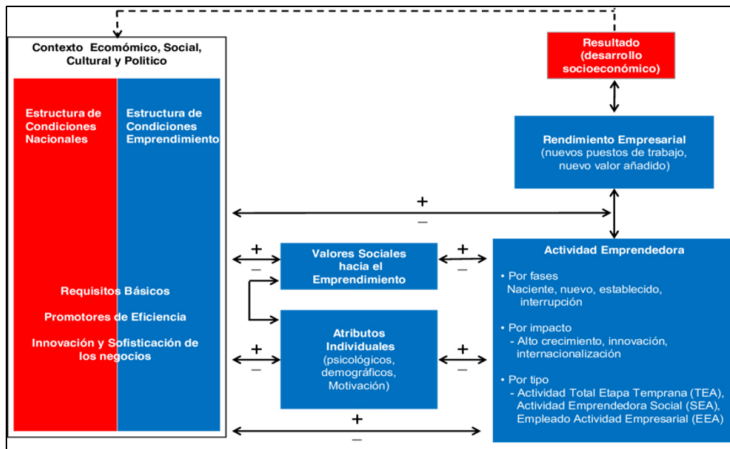 Contexto Económico, Social,
Cultural y Politico
Estructura de
Condiciones
Nacionales
Estructura de
Condiciones
Emprendimiento
Requisitos Básicos
Promotores de Eficiencia
Innovación y Sofisticación de
los negocios
Resultado
(desarrollo
socioeconómico)
Rendimiento Empresarial
(nuevos puestos de trabajo,
nuevo valor añadido)
+
–
+
–
Valores Sociales
hacia el
Emprendimiento
+
–
+
–
Atributos
Individuales
(psicológicos,
demográficos,
Motivación)
+
–
+
–
Actividad Emprendedora
• Por fases
Naciente, nuevo, establecido,
interrupción
• Por impacto
- Alto crecimiento, innovación,
internacionalización
• Por tipo
- Actividad Total Etapa Temprana (TEA),
Actividad Emprendedora Social (SEA),
Empleado Actividad Empresarial (EEA)